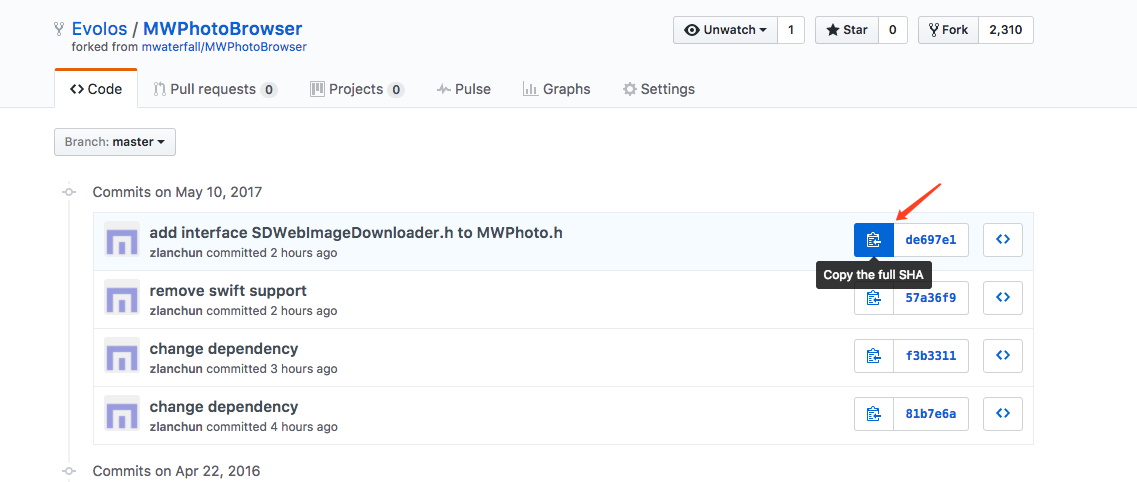 Evolos / MWPhotoBrowser
forked from mwaterfall/MWPhotoBrowser
Unwatch 1 Star 0 Fork 2,310
Code Pull requests 0 Projects 0 Pulse Graphs Settings
Branch: master
Commits on May 10, 2017
add interface SDWebImageDownloader.h to MWPhoto.h
zlanchun committed 2 hours ago
de697e1
Copy the full SHA
remove swift support
zlanchun committed 2 hours ago
57a36f9
change dependency
zlanchun committed 3 hours ago
f3b3311
change dependency
zlanchun committed 4 hours ago
81b7e6a
Commits on Apr 22, 2016